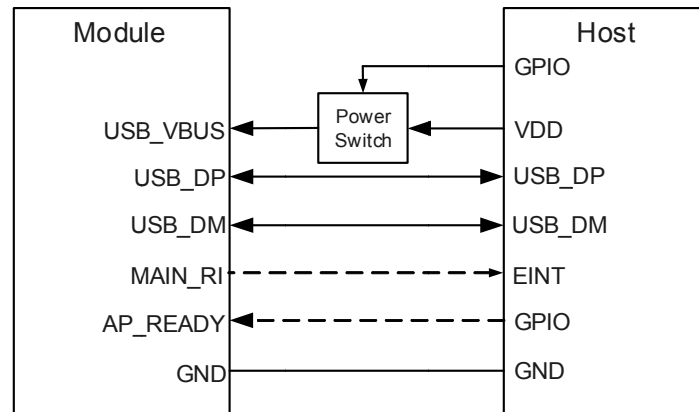 Module
Host
GPIO
Power
Switch
USB_VBUS
VDD
USB_DP
USB_DP
USB_DM
USB_DM
MAIN_RI
EINT
AP_READY
GPIO
GND
GND